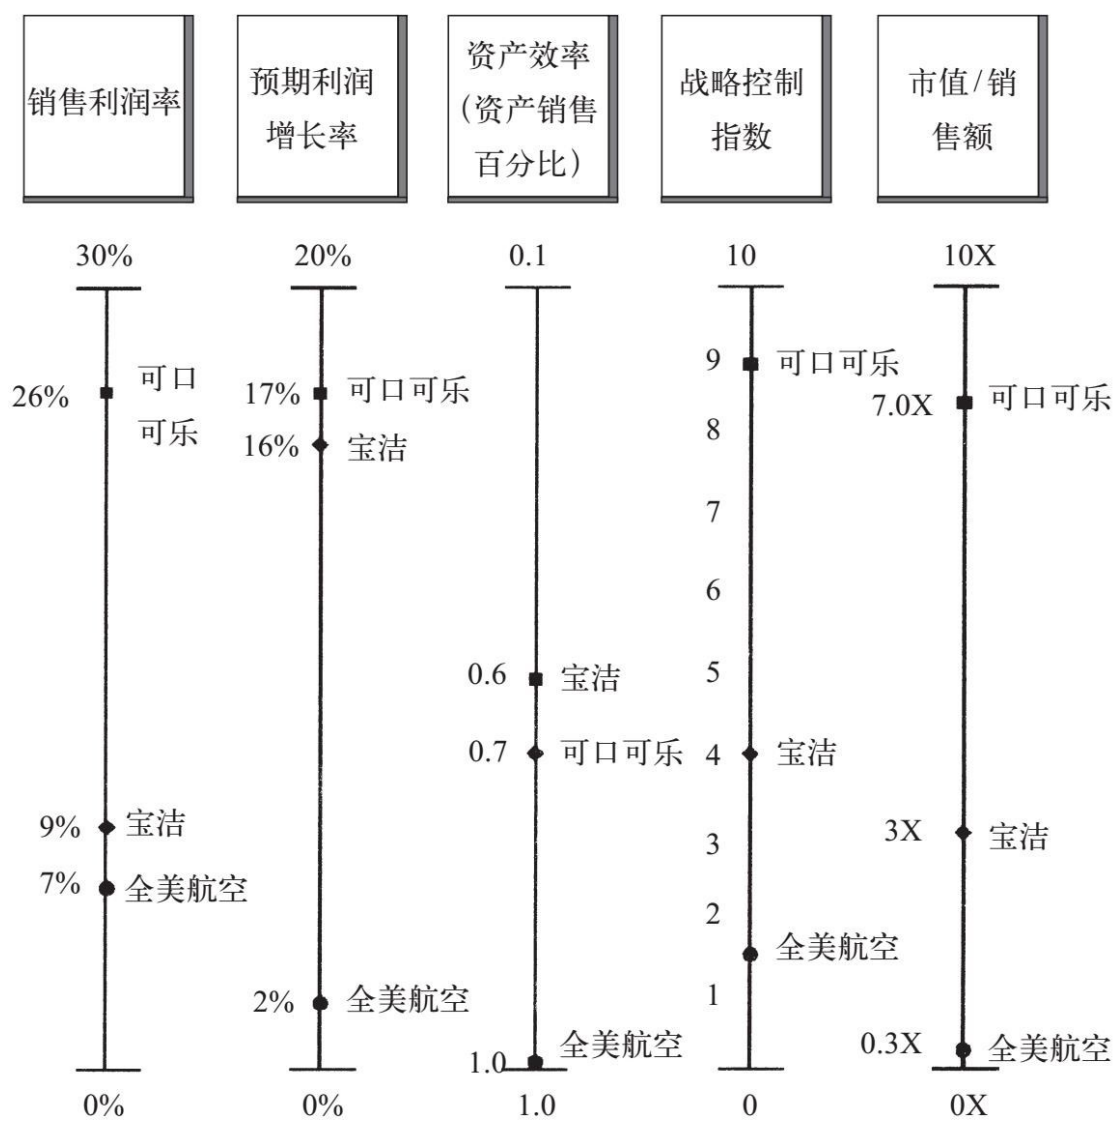 销售利润率
预期利润
增长率
资产效率
(资产销售
百分比)
战略控制
指数
市值/销
售额
30%
26%
可口
可乐
9%
宝洁
7%
全美航空
0%
20%
17%
可口可乐
16%
宝洁
2%
全美航空
0%
0.1
0.6
宝洁
0.7
可口可乐
1.0
全美航空
1.0
10
9
可口可乐
8
7
6
5
4
宝洁
3
2
全美航空
1
0
10X
7.0X
可口可乐
3X
宝洁
0.3X
全美航空
0X